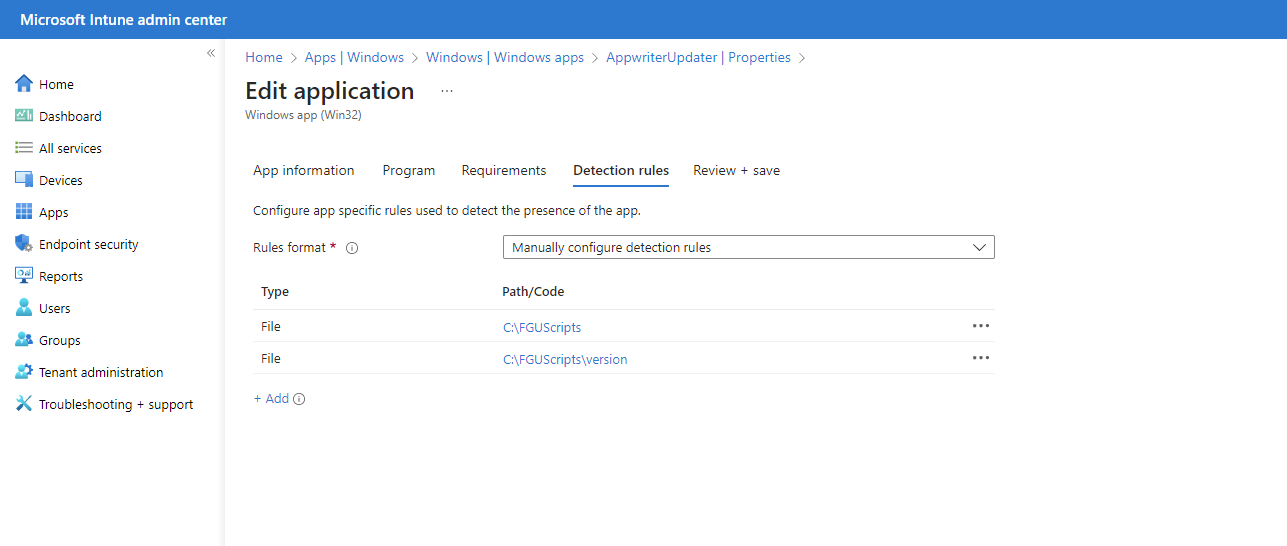 Microsoft Intune admin center
«
Home
Dashboard
All services
Devices
Apps
Endpoint security
Reports
Users
Groups
Tenant administration
Troubleshooting + support
Home > Apps | Windows > Windows | Windows apps > AppwriterUpdater | Properties >
Edit application ...
Windows app (Win32)
App information Program Requirements Detection rules Review + save
Configure app specific rules used to detect the presence of the app.
Rules format * Manually configure detection rules
Type Path/Code
File C:\FGUScripts ...
File C:\FGUScripts\version ...
+ Add